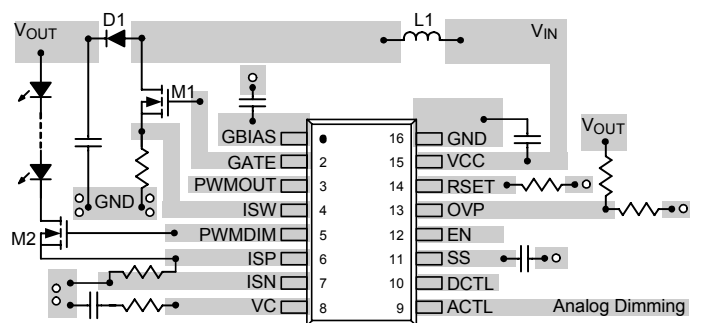 D1
L1
VOUT
VIN
M1
GBIAS
16
GND
VOUT
GATE
2
15
VCC
GND
PWMOUT
3
14
RSET
ISW
4
13
OVP
M2
PWMDIM
5
12
EN
ISP
6
11
SS
ISN
7
10
DCTL
VC
8
9
ACTL
Analog Dimming